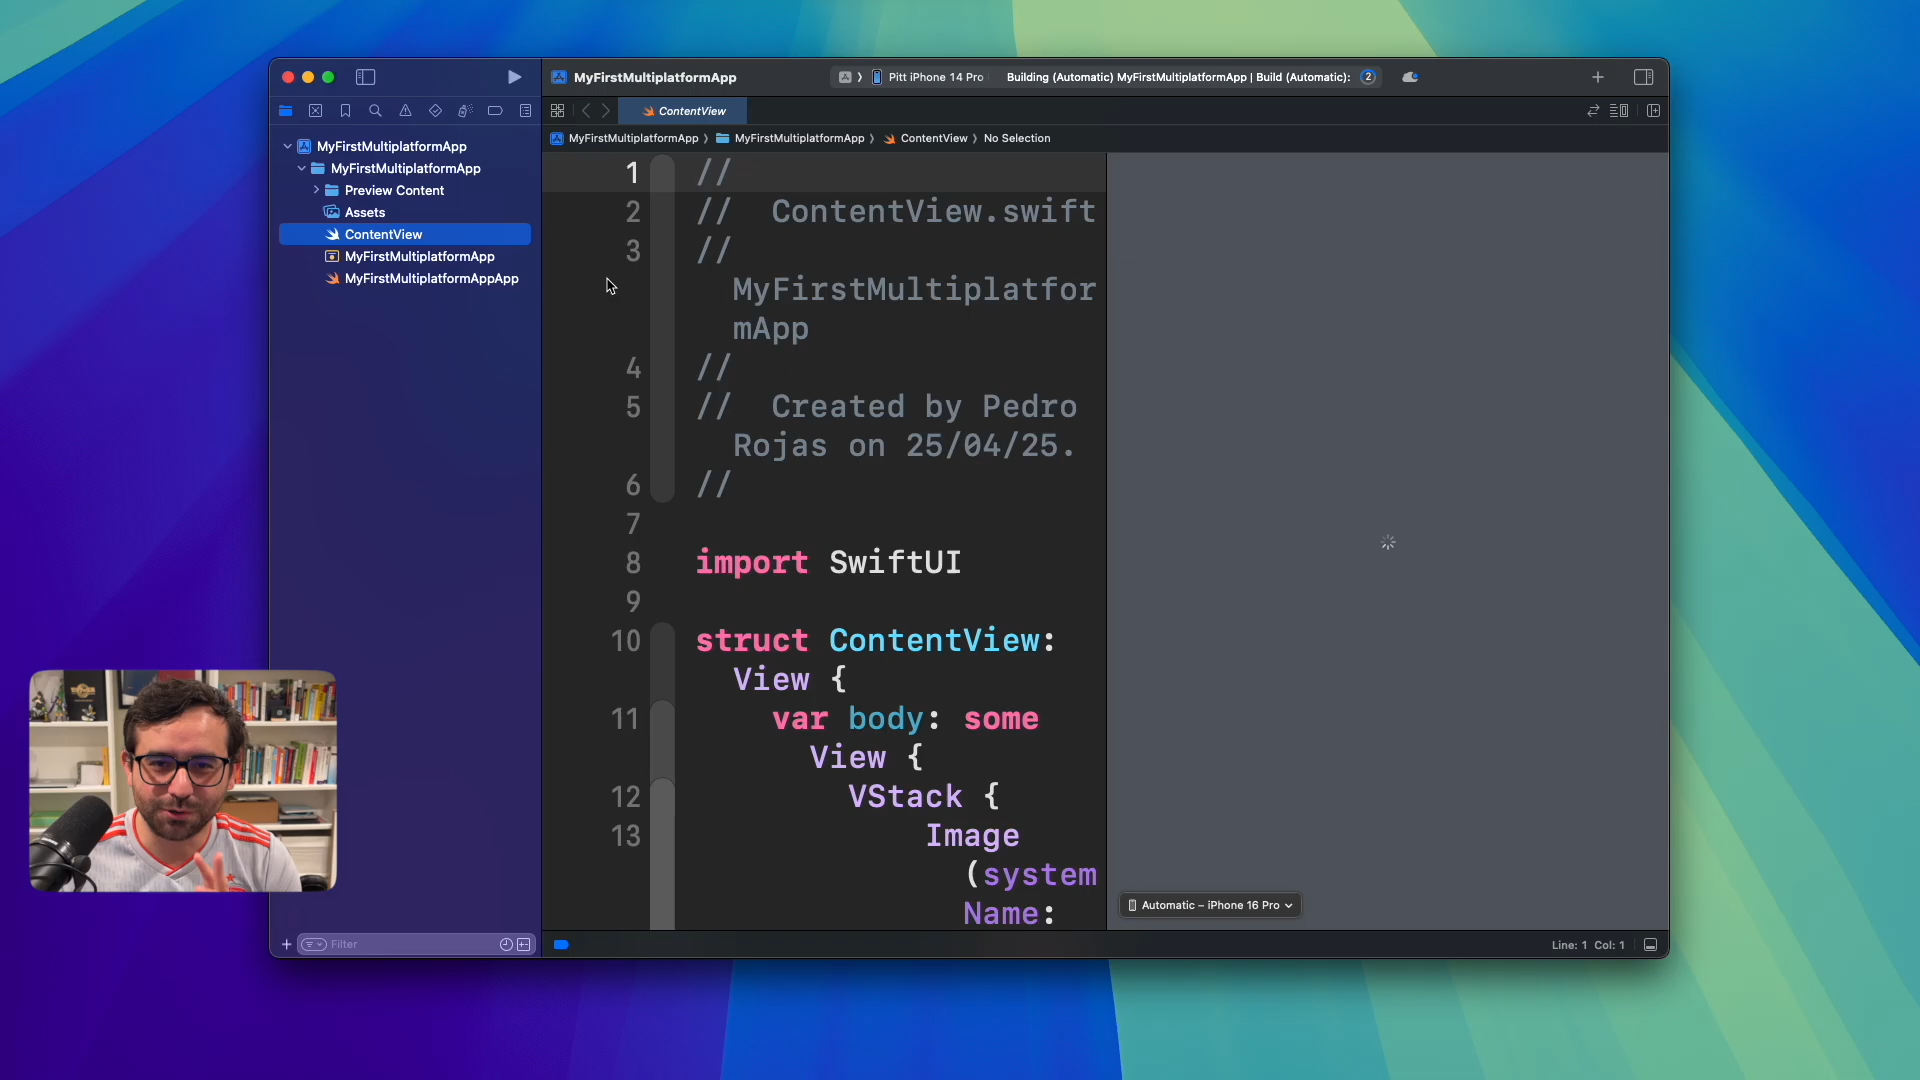 MyFirstMultiplatformApp
Pitt iPhone 14 Pro
Building (Automatic) MyFirstMultiplatformApp | Build (Automatic):
2
ContentView
MyFirstMultiplatformApp
MyFirstMultiplatformApp
ContentView
No Selection
MyFirstMultiplatformApp
MyFirstMultiplatformApp
Preview Content
Assets
ContentView
MyFirstMultiplatformApp
MyFirstMultiplatformAppApp
1 //
2 //  ContentView.swift
3 //
MyFirstMultiplatfor
mApp
4 //
5 //  Created by Pedro
Rojas on 25/04/25.
6 //
7
8 import SwiftUI
9
10 struct ContentView:
View {
11 var body: some
View {
12 VStack {
13 Image
(system
Name:
Automatic – iPhone 16 Pro
Filter
Line: 1 Col: 1